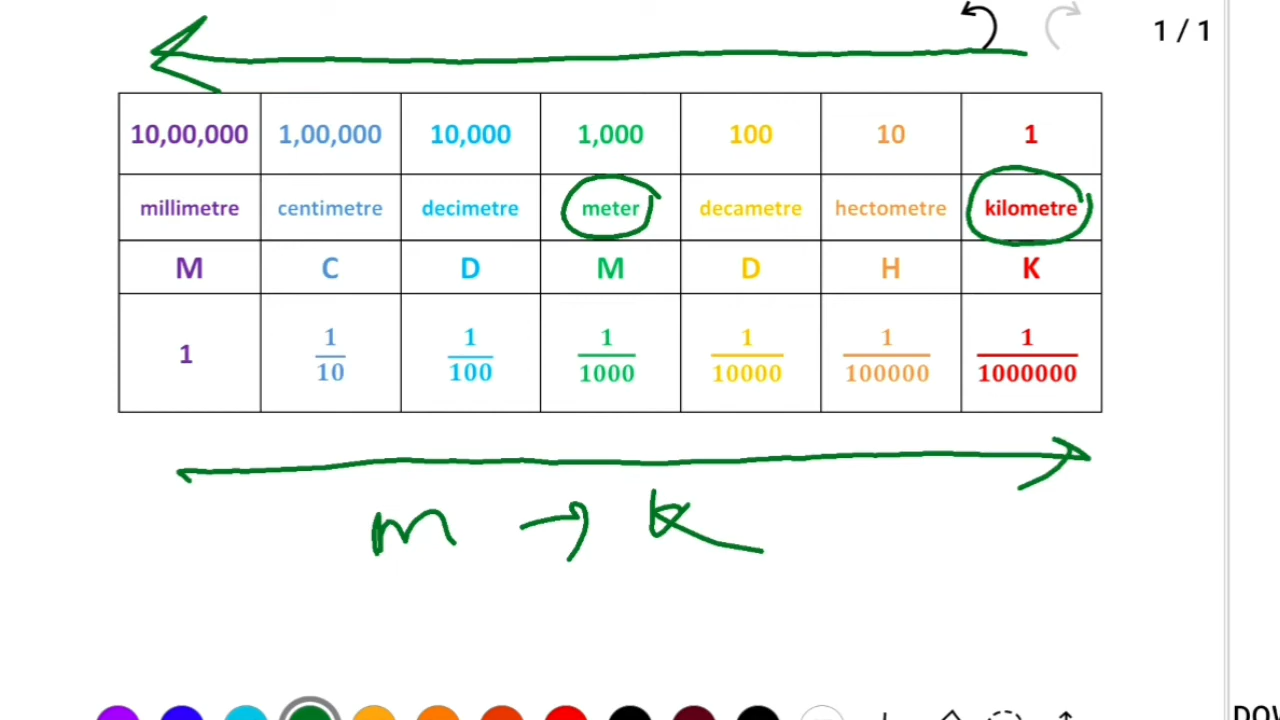 1 / 1
10,00,000 1,00,000 10,000 1,000 100 10 1
millimetre centimetre decimetre meter decametre hectometre kilometre
M C D M D H K
1 1/10 1/100 1/1000 1/10000 1/100000 1/1000000
m → k